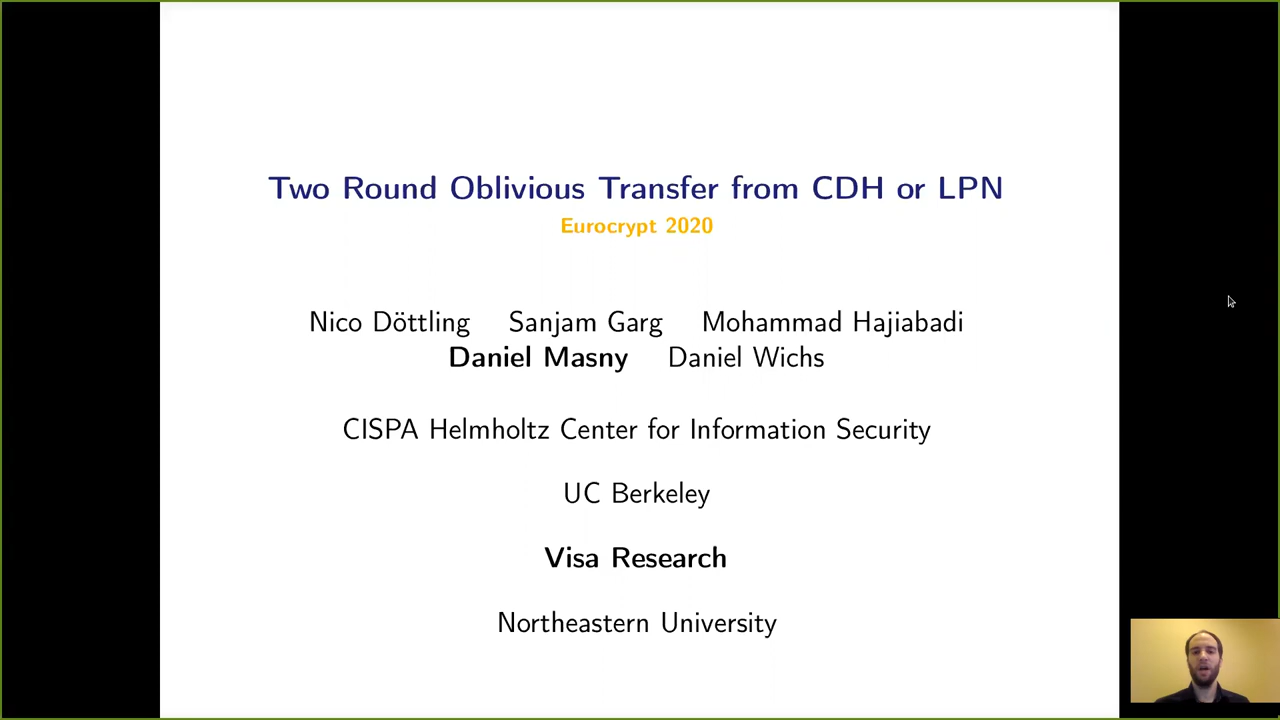 Two Round Oblivious Transfer from CDH or LPN
Eurocrypt 2020
Nico Döttling Sanjam Garg Mohammad Hajiabadi
Daniel Masny Daniel Wichs
CISPA Helmholtz Center for Information Security
UC Berkeley
Visa Research
Northeastern University